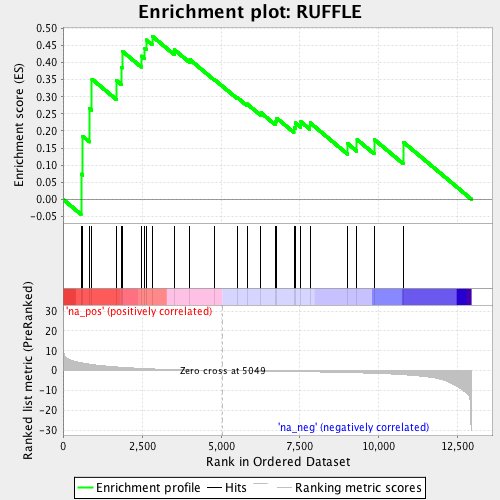 Enrichment plot: RUFFLE
Enrichment score (ES)
0.50
0.45
0.40
0.35
0.30
0.25
0.20
0.15
0.10
0.05
0.00
-0.05
'na_pos' (positively correlated)
Ranked list metric (PreRanked)
30
20
10
0
-10
-20
-30
Zero cross at 5049
'na_neg' (negatively correlated)
0
2,500
5,000
7,500
10,000
12,500
Rank in Ordered Dataset
Enrichment profile
Hits
Ranking metric scores